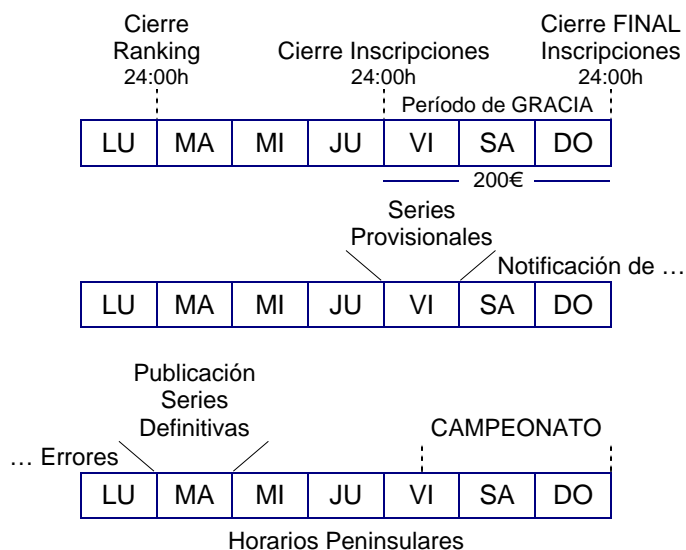 Cierre
Ranking
24:00h
Cierre Inscripciones
24:00h
Cierre FINAL
Inscripciones
24:00h
Período de GRACIA
LU MA MI JU VI SA DO
200€
Series
Provisionales
Notificación de …
LU MA MI JU VI SA DO
Publicación
Series
Definitivas
… Errores
CAMPEONATO
LU MA MI JU VI SA DO
Horarios Peninsulares